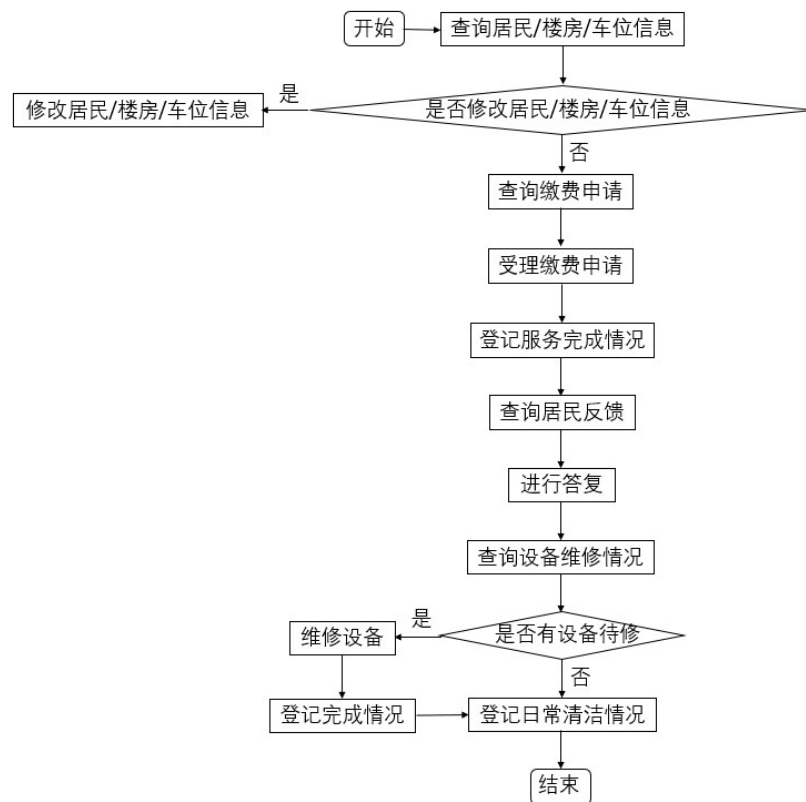 开始
查询居民/楼房/车位信息
修改居民/楼房/车位信息
是
是否修改居民/楼房/车位信息
否
查询缴费申请
受理缴费申请
登记服务完成情况
查询居民反馈
进行答复
查询设备维修情况
维修设备
是
是否有设备待修
否
登记完成情况
登记日常清洁情况
结束